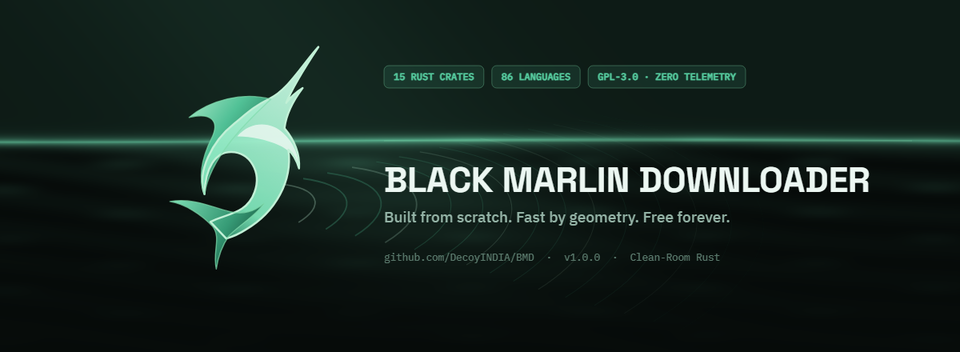 15 RUST CRATES
86 LANGUAGES
GPL-3.0 · ZERO TELEMETRY
BLACK MARLIN DOWNLOADER
Built from scratch. Fast by geometry. Free forever.
github.com/DecoyINDIA/BMD · v1.0.0 · Clean-Room Rust